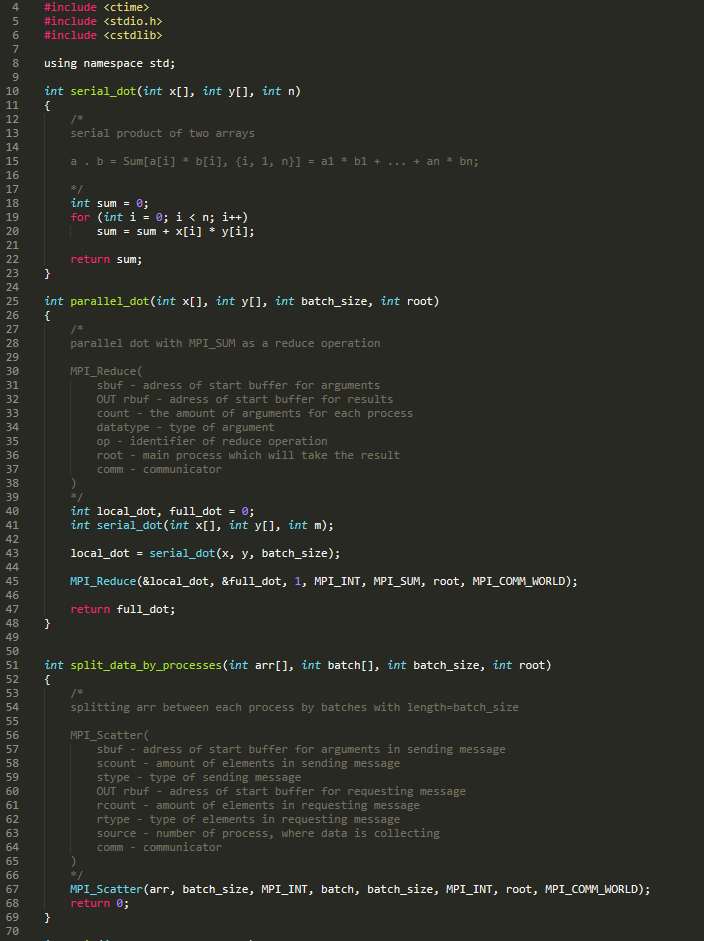 4 #include <ctime>
5 #include <stdio.h>
6 #include <cstdlib>
7
8 using namespace std;
9
10 int serial_dot(int x[], int y[], int n)
11 {
12 /*
13 serial product of two arrays
14
15 a . b = Sum[a[i] * b[i], {i, 1, n}] = a1 * b1 + ... + an * bn;
16
17 */
18 int sum = 0;
19 for (int i = 0; i < n; i++)
20 sum = sum + x[i] * y[i];
21
22 return sum;
23 }
24
25 int parallel_dot(int x[], int y[], int batch_size, int root)
26 {
27 /*
28 parallel dot with MPI_SUM as a reduce operation
29
30 MPI_Reduce(
31 sbuf - adress of start buffer for arguments
32 OUT rbuf - adress of start buffer for results
33 count - the amount of arguments for each process
34 datatype - type of argument
35 op - identifier of reduce operation
36 root - main process which will take the result
37 comm - communicator
38 )
39 */
40 int local_dot, full_dot = 0;
41 int serial_dot(int x[], int y[], int m);
42
43 local_dot = serial_dot(x, y, batch_size);
44
45 MPI_Reduce(&local_dot, &full_dot, 1, MPI_INT, MPI_SUM, root, MPI_COMM_WORLD);
46
47 return full_dot;
48 }
49
50
51 int split_data_by_processes(int arr[], int batch[], int batch_size, int root)
52 {
53 /*
54 splitting arr between each process by batches with length=batch_size
55
56 MPI_Scatter(
57 sbuf - adress of start buffer for arguments in sending message
58 scount - amount of elements in sending message
59 stype - type of sending message
60 OUT rbuf - adress of start buffer for requesting message
61 rcount - amount of elements in requesting message
62 rtype - type of elements in requesting message
63 source - number of process, where data is collecting
64 comm - communicator
65 )
66 */
67 MPI_Scatter(arr, batch_size, MPI_INT, batch, batch_size, MPI_INT, root, MPI_COMM_WORLD);
68 return 0;
69 }
70